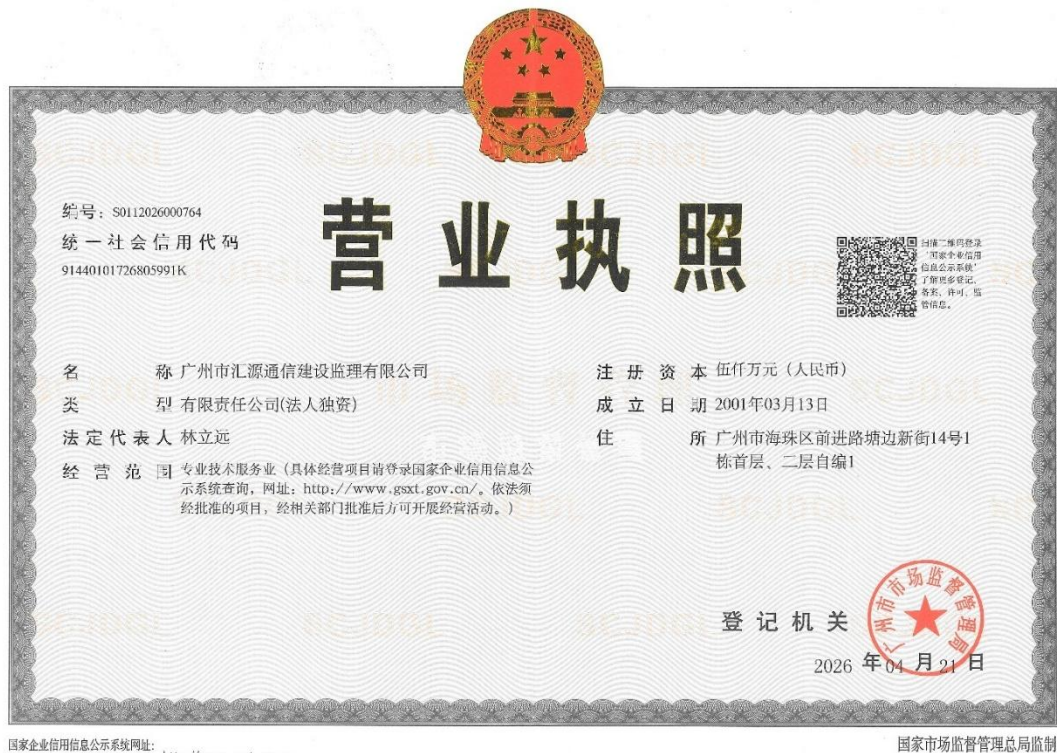 编号：S0112026000764
统一社会信用代码
91440101726805991K
营业执照
扫描二维码登录
'国家企业信用
信息公示系统'
了解更多登记、
备案、许可、监
管信息。
名称 广州市汇源通信建设监理有限公司
类型 有限责任公司(法人独资)
法定代表人 林立远
经营范围 专业技术服务业（具体经营项目请登录国家企业信用信息公
示系统查询，网址：http://www.gsxt.gov.cn/。依法须
经批准的项目，经相关部门批准后方可开展经营活动。）
注册资本 伍仟万元（人民币）
成立日期 2001年03月13日
住所 广州市海珠区前进路塘边新街14号1
栋首层、二层自编1
登记机关
广州市市场监督管理局
2026 年 04 月 21 日
国家企业信用信息公示系统网址：
国家市场监督管理总局监制